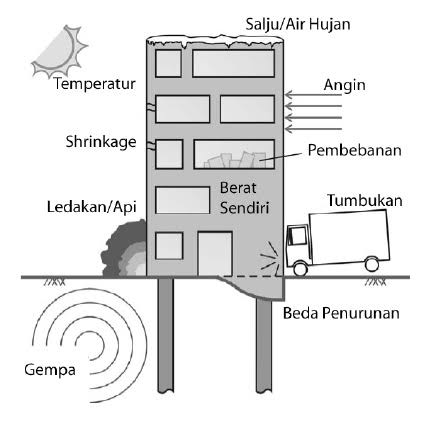 Salju/Air Hujan
Temperatur
Angin
Shrinkage
Pembebanan
Berat
Sendiri
Ledakan/Api
Tumbukan
Beda Penurunan
Gempa